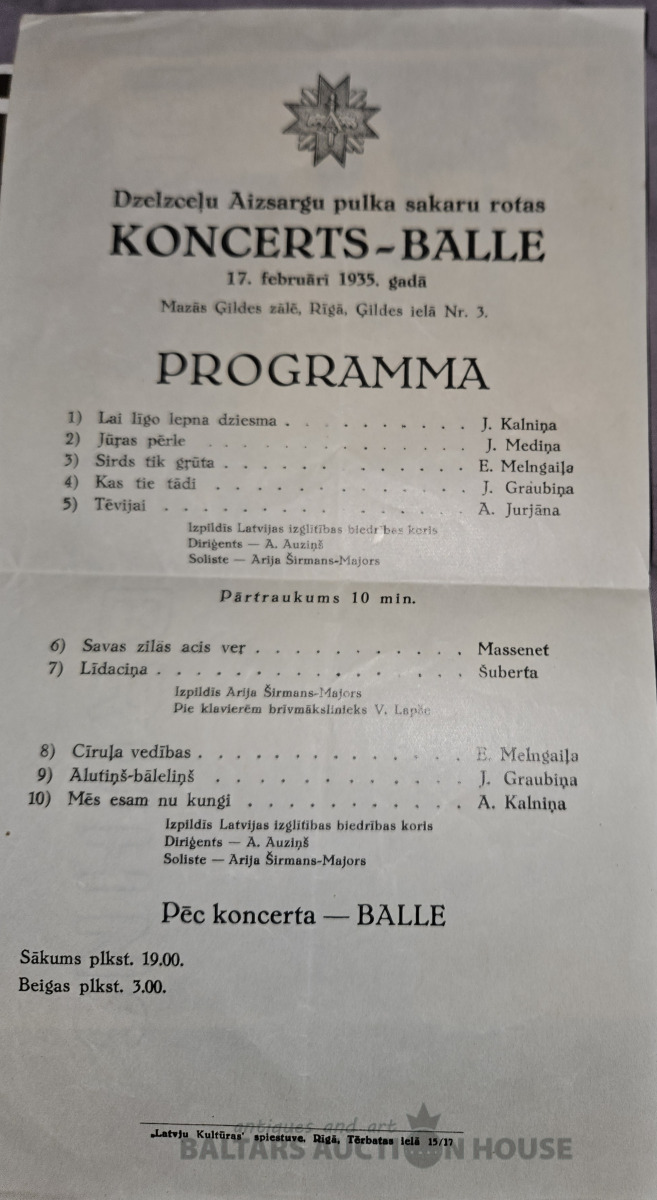 Dzelzceļu Aizsargu pulka sakaru rotas
KONCERTS-BALLE
17. februārī 1935. gadā
Mazās Ģildes zālē, Rīgā, Ģildes ielā Nr. 3.
PROGRAMMA
1) Lai līgo lepna dziesma . . . . . . . . . . J. Kalniņa
2) Jūŗas pērle . . . . . . . . . . . . . J. Mediņa
3) Sirds tik grūta . . . . . . . . . . . . E. Melngaiļa
4) Kas tie tādi . . . . . . . . . . . . . J. Graubiņa
5) Tēvijai . . . . . . . . . . . . . . . A. Jurjāna
Izpildīs Latvijas izglītības biedrības koris
Diriģents — A. Auziņš
Soliste — Arija Širmans-Majors
Pārtraukums 10 min.
6) Savas zilās acis ver . . . . . . . . . . . Massenet
7) Līdaciņa . . . . . . . . . . . . . . . . Šuberta
Izpildīs Arija Širmans-Majors
Pie klavierēm brīvmākslinieks V.
8) Cīruļa vedības . . . . . . . . . . . . . . E. Melngaiļa
9) Alutiņš-bāleliņš . . . . . . . . . . . . . J. Graubiņa
10) Mēs esam nu kungi . . . . . . . . . . . A. Kalniņa
Izpildīs Latvijas izglītības biedrības koris
Diriģents — A. Auziņš
Soliste — Arija Širmans-Majors
Pēc koncerta — BALLE
Sākums plkst. 19.00.
Beigas plkst. 3.00.
antiques and art
„Latvju Kultūras" spiestuve, Rīgā, Tērbatas ielā 15/17
BALTARS AUCTION HOUSE